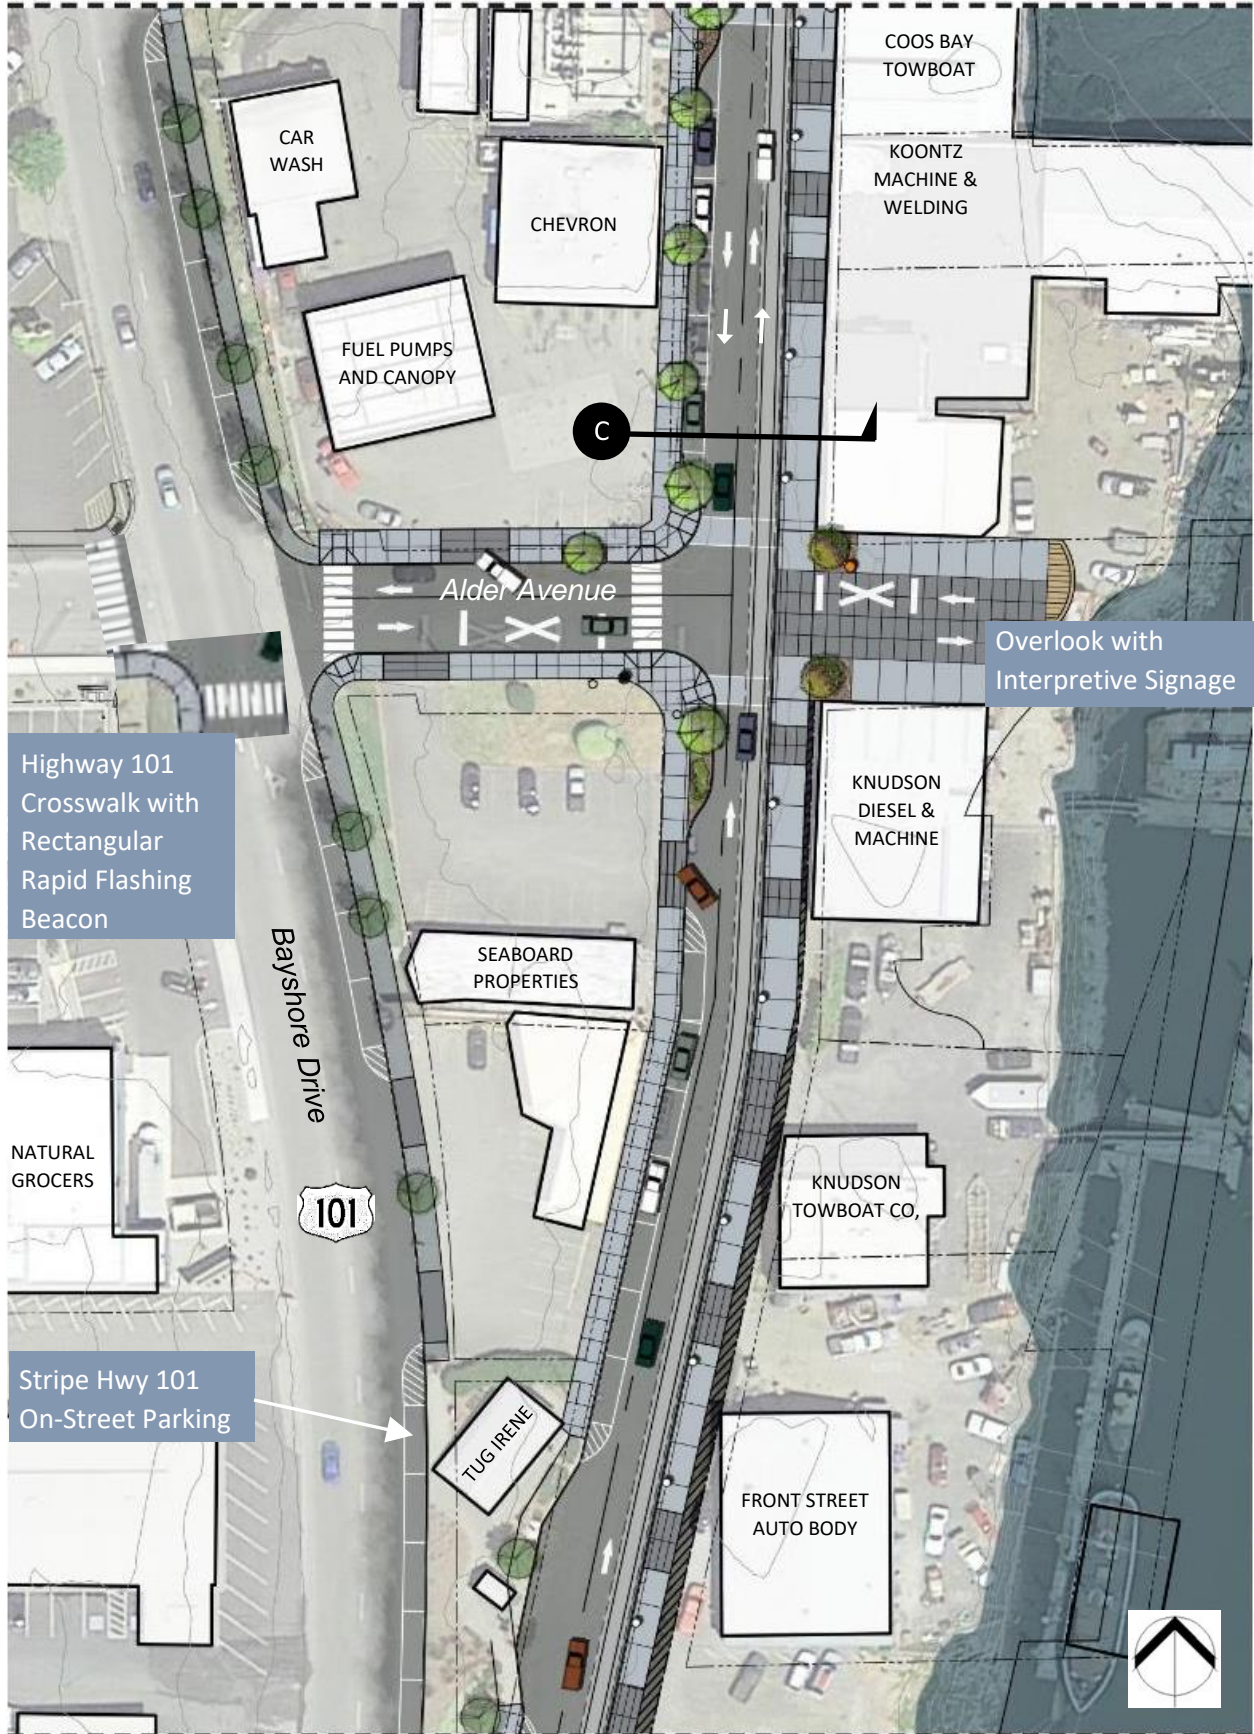 COOS BAY
TOWBOAT
CAR
WASH
KOONTZ
MACHINE &
WELDING
CHEVRON
FUEL PUMPS
AND CANOPY
C
Alder Avenue
Overlook with
Interpretive Signage
Highway 101
Crosswalk with
Rectangular
Rapid Flashing
Beacon
KNUDSON
DIESEL &
MACHINE
Bayshore Drive
SEABOARD
PROPERTIES
NATURAL
GROCERS
101
KNUDSON
TOWBOAT CO,
Stripe Hwy 101
On-Street Parking
TUG IRENE
FRONT STREET
AUTO BODY